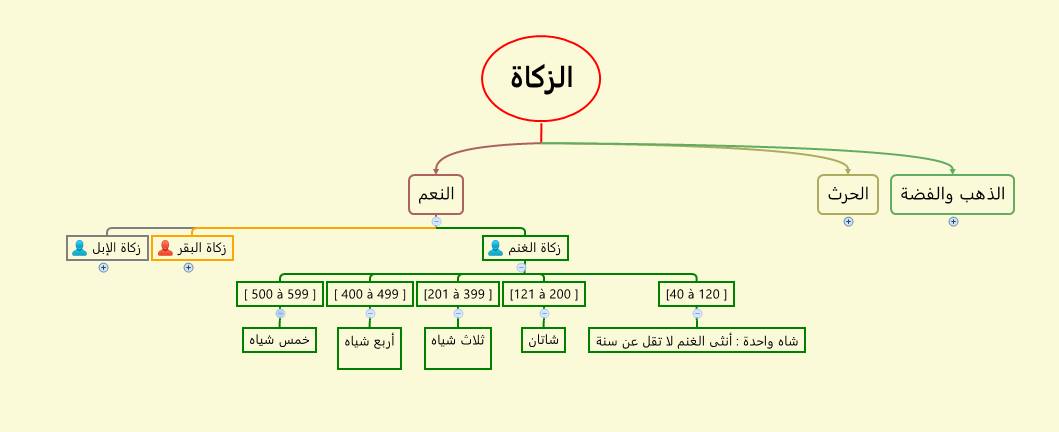 الزكاة
الذهب والفضة
الحرث
النعم
زكاة الغنم
زكاة البقر
زكاة الإبل
[40 à 120 ]
[121 à 200 ]
[201 à 399 ]
[ 400 à 499 ]
[ 500 à 599 ]
شاه واحدة : أنثى الغنم لا تقل عن سنة
شاتان
ثلاث شياه
أربع شياه
خمس شياه